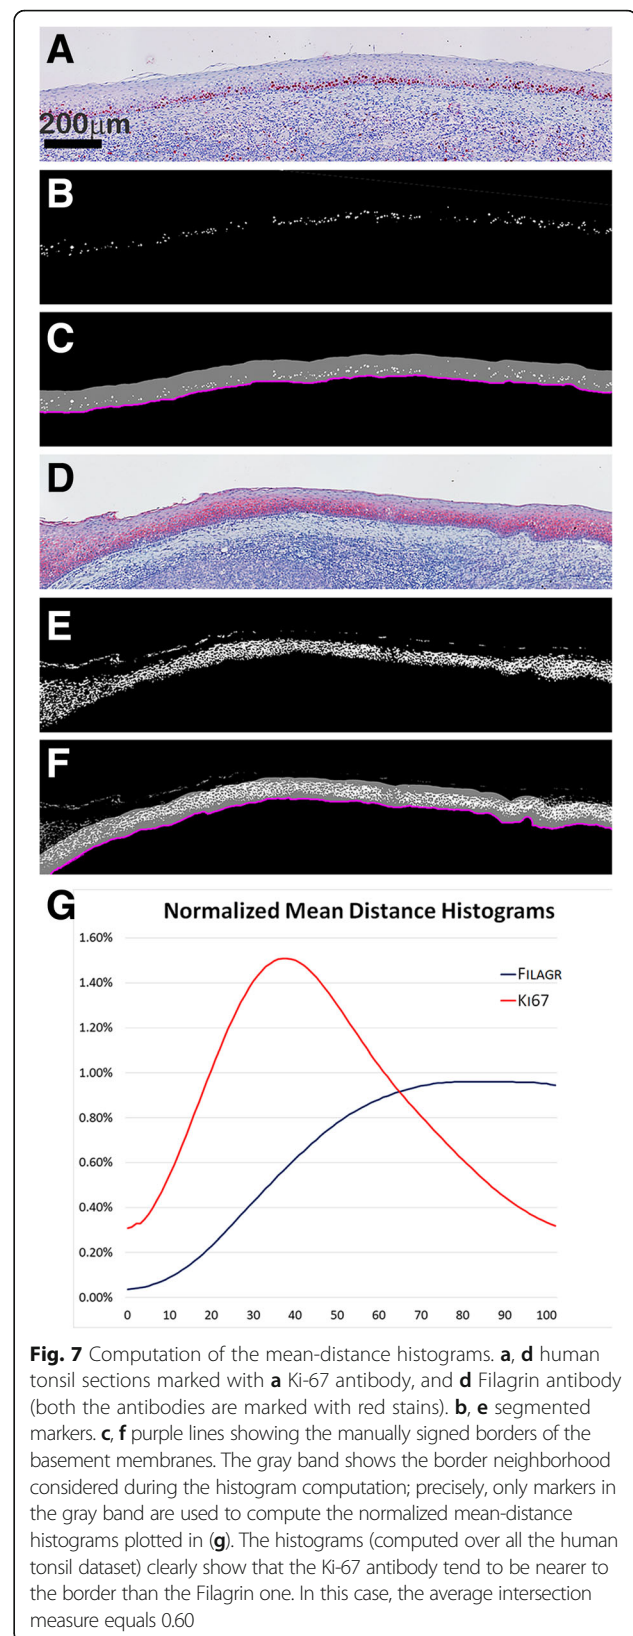 A
200µm
B
C
D
E
F
G
Normalized Mean Distance Histograms
1.60%
1.40%
1.20%
1.00%
0.80%
0.60%
0.40%
0.20%
0.00%
FILAGR
KI67
0 10 20 30 40 50 60 70 80 90 100
Fig. 7 Computation of the mean-distance histograms. a, d human
tonsil sections marked with a Ki-67 antibody, and d Filagrin antibody
(both the antibodies are marked with red stains). b, e segmented
markers. c, f purple lines showing the manually signed borders of the
basement membranes. The gray band shows the border neighborhood
considered during the histogram computation; precisely, only markers in
the gray band are used to compute the normalized mean-distance
histograms plotted in (g). The histograms (computed over all the human
tonsil dataset) clearly show that the Ki-67 antibody tend to be nearer to
the border than the Filagrin one. In this case, the average intersection
measure equals 0.60